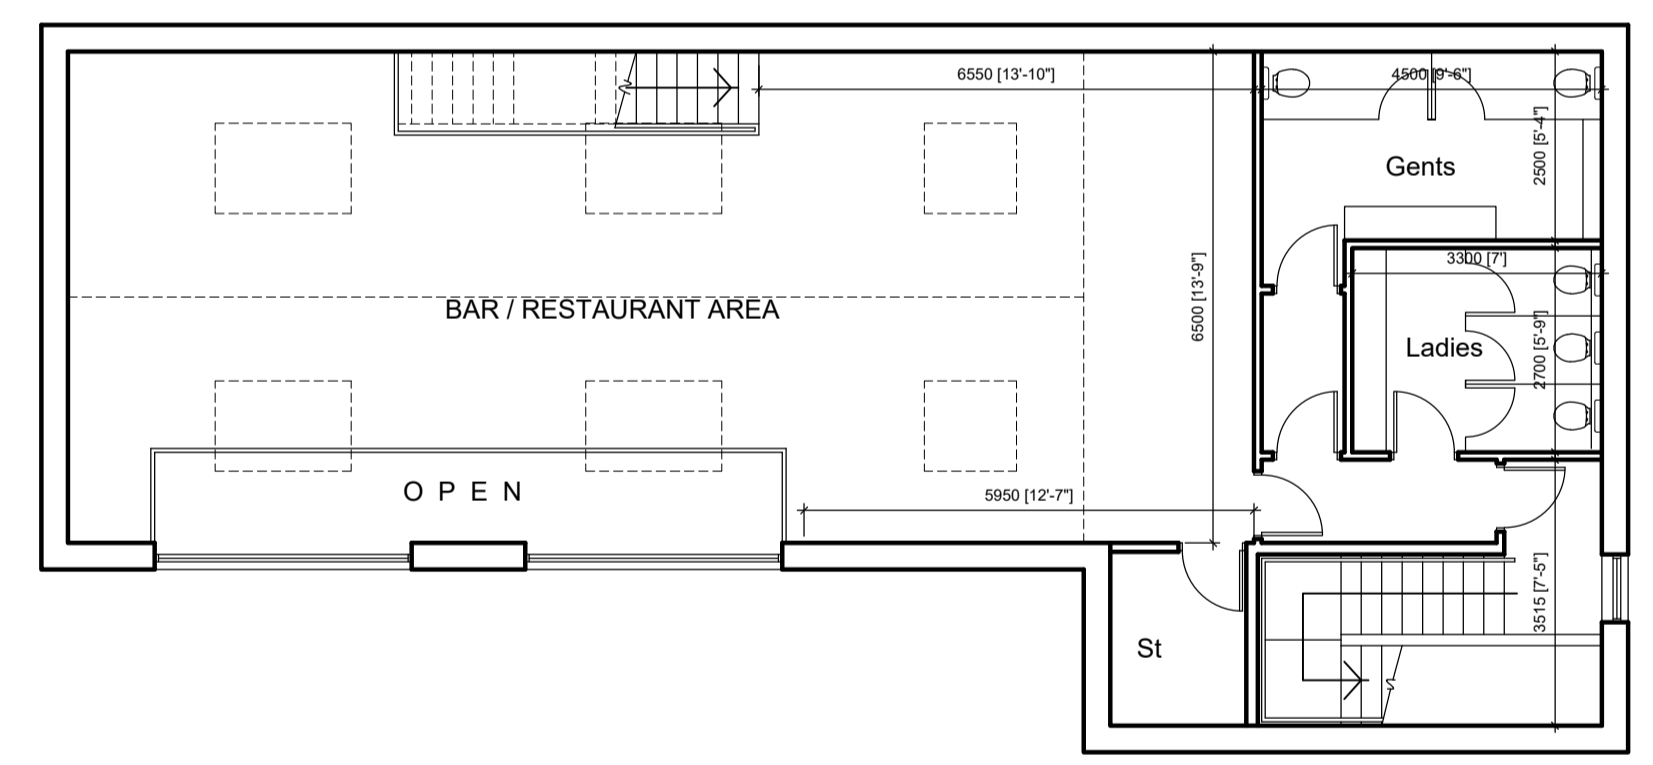 6550 [13'-10"]
4500 [9'-6"]
2500 [5'-4"]
Gents
3300 [7']
6500 [13'-9"]
BAR / RESTAURANT AREA
Ladies
2700 [5'-9"]
O P E N
5950 [12'-7"]
3515 [7'-5"]
St